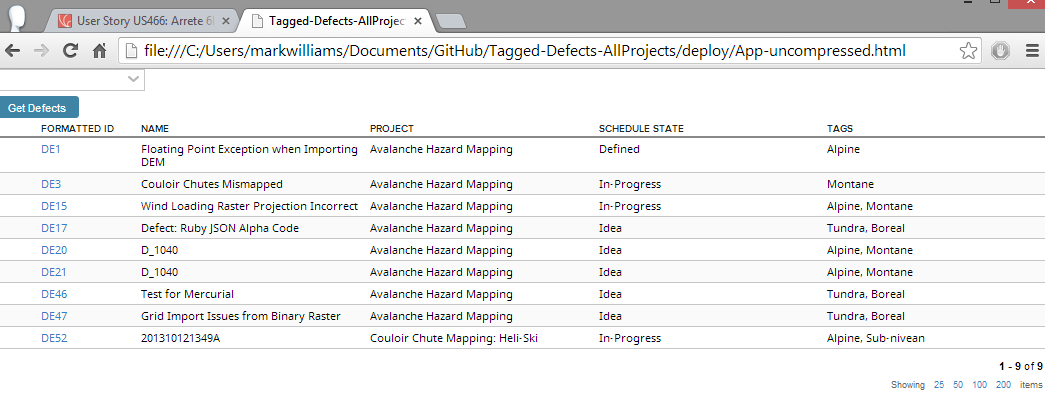 User Story US466: Arrete 6
Tagged-Defects-AllProjec
file:///C:/Users/markwilliams/Documents/GitHub/Tagged-Defects-AllProjects/deploy/App-uncompressed.html
Get Defects
FORMATTED ID NAME PROJECT SCHEDULE STATE TAGS
DE1 Floating Point Exception when Importing Avalanche Hazard Mapping Defined Alpine
DEM
DE3 Couloir Chutes Mismapped Avalanche Hazard Mapping In-Progress Montane
DE15 Wind Loading Raster Projection Incorrect Avalanche Hazard Mapping In-Progress Alpine, Montane
DE17 Defect: Ruby JSON Alpha Code Avalanche Hazard Mapping Idea Tundra, Boreal
DE20 D_1040 Avalanche Hazard Mapping Idea Alpine, Montane
DE21 D_1040 Avalanche Hazard Mapping Idea Alpine, Montane
DE46 Test for Mercurial Avalanche Hazard Mapping Idea Tundra, Boreal
DE47 Grid Import Issues from Binary Raster Avalanche Hazard Mapping Idea Tundra, Boreal
DE52 201310121349A Couloir Chute Mapping: Heli-Ski In-Progress Alpine, Sub-nivean
1 - 9 of 9
Showing 25 50 100 200 items